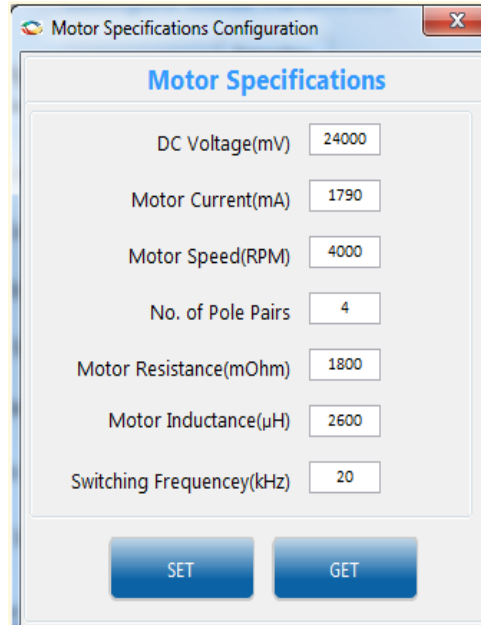 Motor Specifications Configuration
X
Motor Specifications
DC Voltage(mV) 24000
Motor Current(mA) 1790
Motor Speed(RPM) 4000
No. of Pole Pairs 4
Motor Resistance(mOhm) 1800
Motor Inductance(µH) 2600
Switching Frequencey(kHz) 20
SET GET